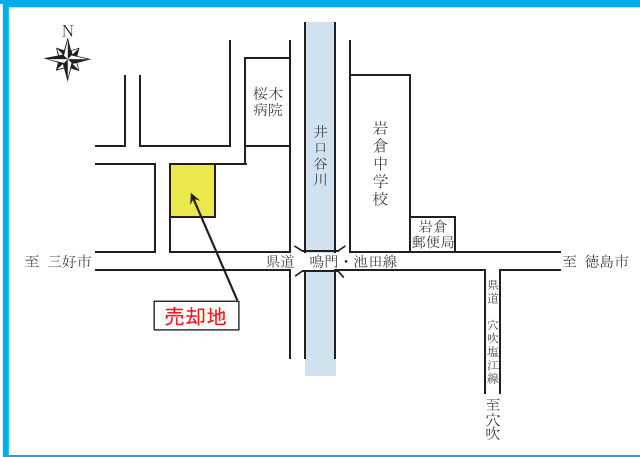 N
桜木
病院
井口谷川
岩倉中学校
岩倉
郵便局
至 三好市
県道 鳴門・池田線
至 徳島市
売却地
県道 穴吹塩江線
至穴吹